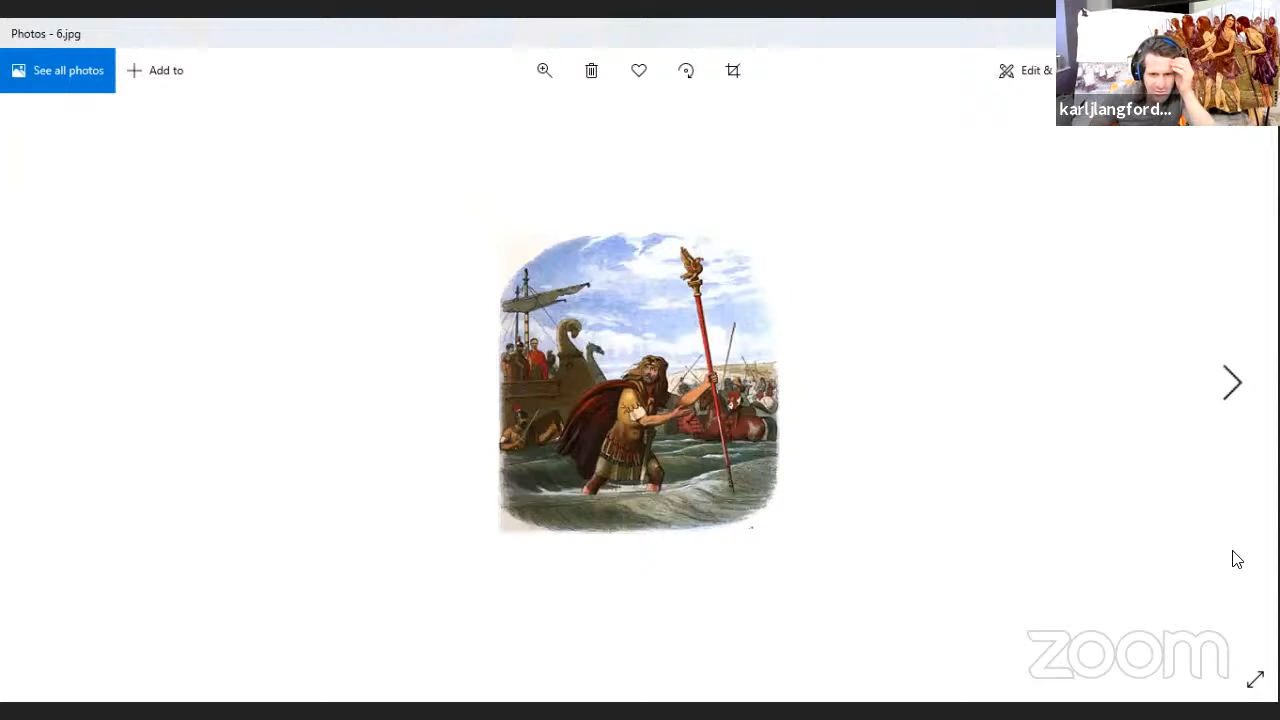 Photos - 6.jpg
See all photos
Add to
Edit &
karljlangford...
zoom